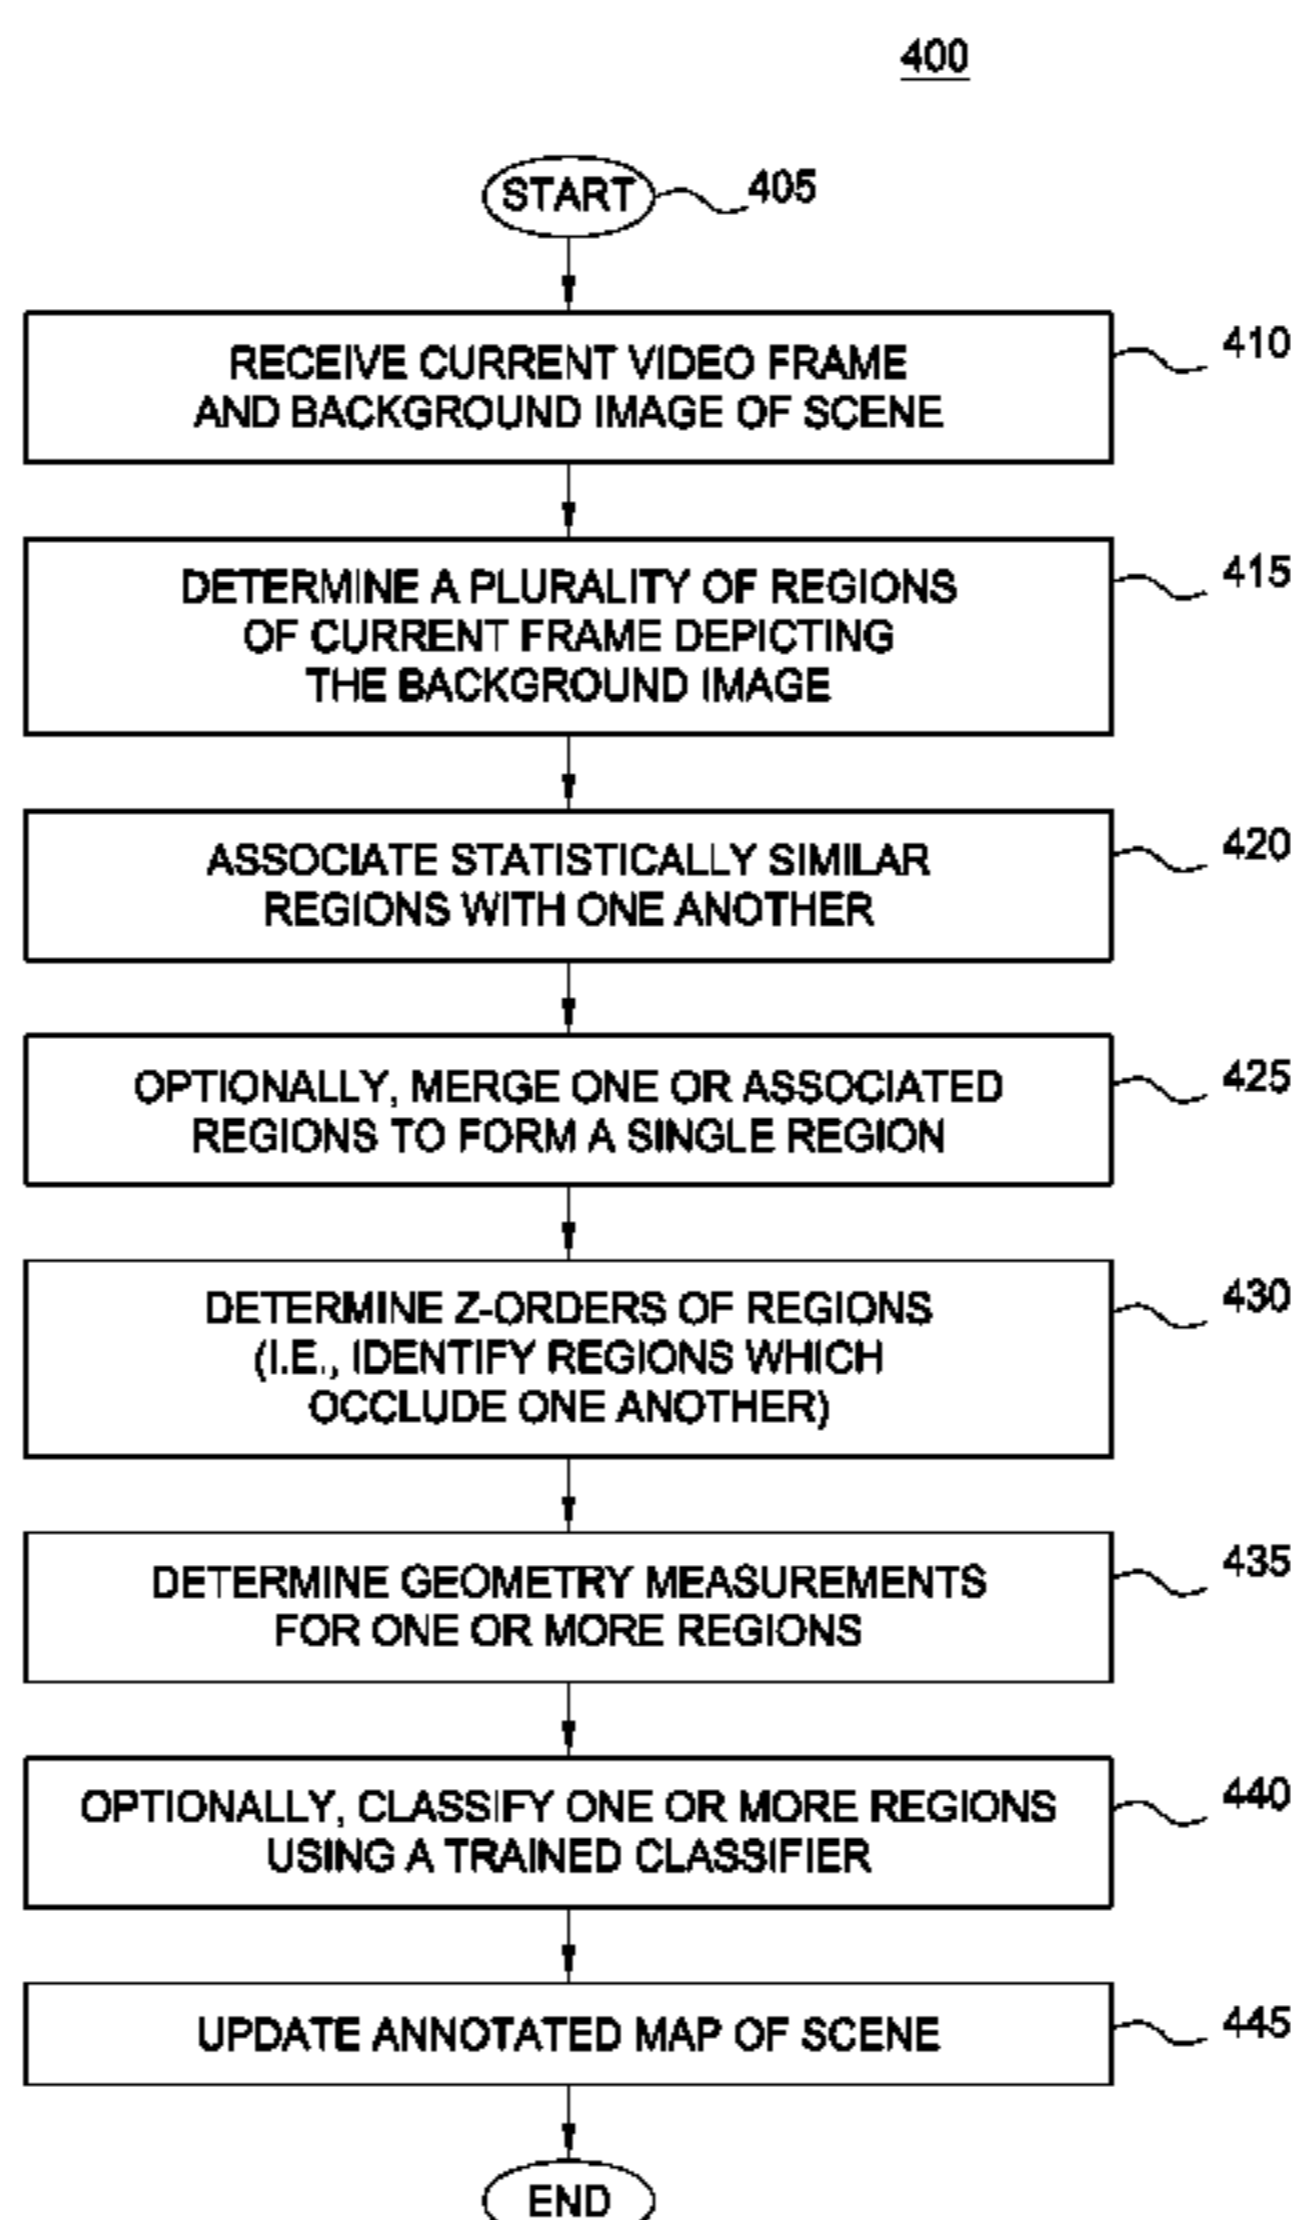 400
START
405
RECEIVE CURRENT VIDEO FRAME
AND BACKGROUND IMAGE OF SCENE
410
DETERMINE A PLURALITY OF REGIONS
OF CURRENT FRAME DEPICTING
THE BACKGROUND IMAGE
415
ASSOCIATE STATISTICALLY SIMILAR
REGIONS WITH ONE ANOTHER
420
OPTIONALLY, MERGE ONE OR ASSOCIATED
REGIONS TO FORM A SINGLE REGION
425
DETERMINE Z-ORDERS OF REGIONS
(I.E., IDENTIFY REGIONS WHICH
OCCLUDE ONE ANOTHER)
430
DETERMINE GEOMETRY MEASUREMENTS
FOR ONE OR MORE REGIONS
435
OPTIONALLY, CLASSIFY ONE OR MORE REGIONS
USING A TRAINED CLASSIFIER
440
UPDATE ANNOTATED MAP OF SCENE
445
END